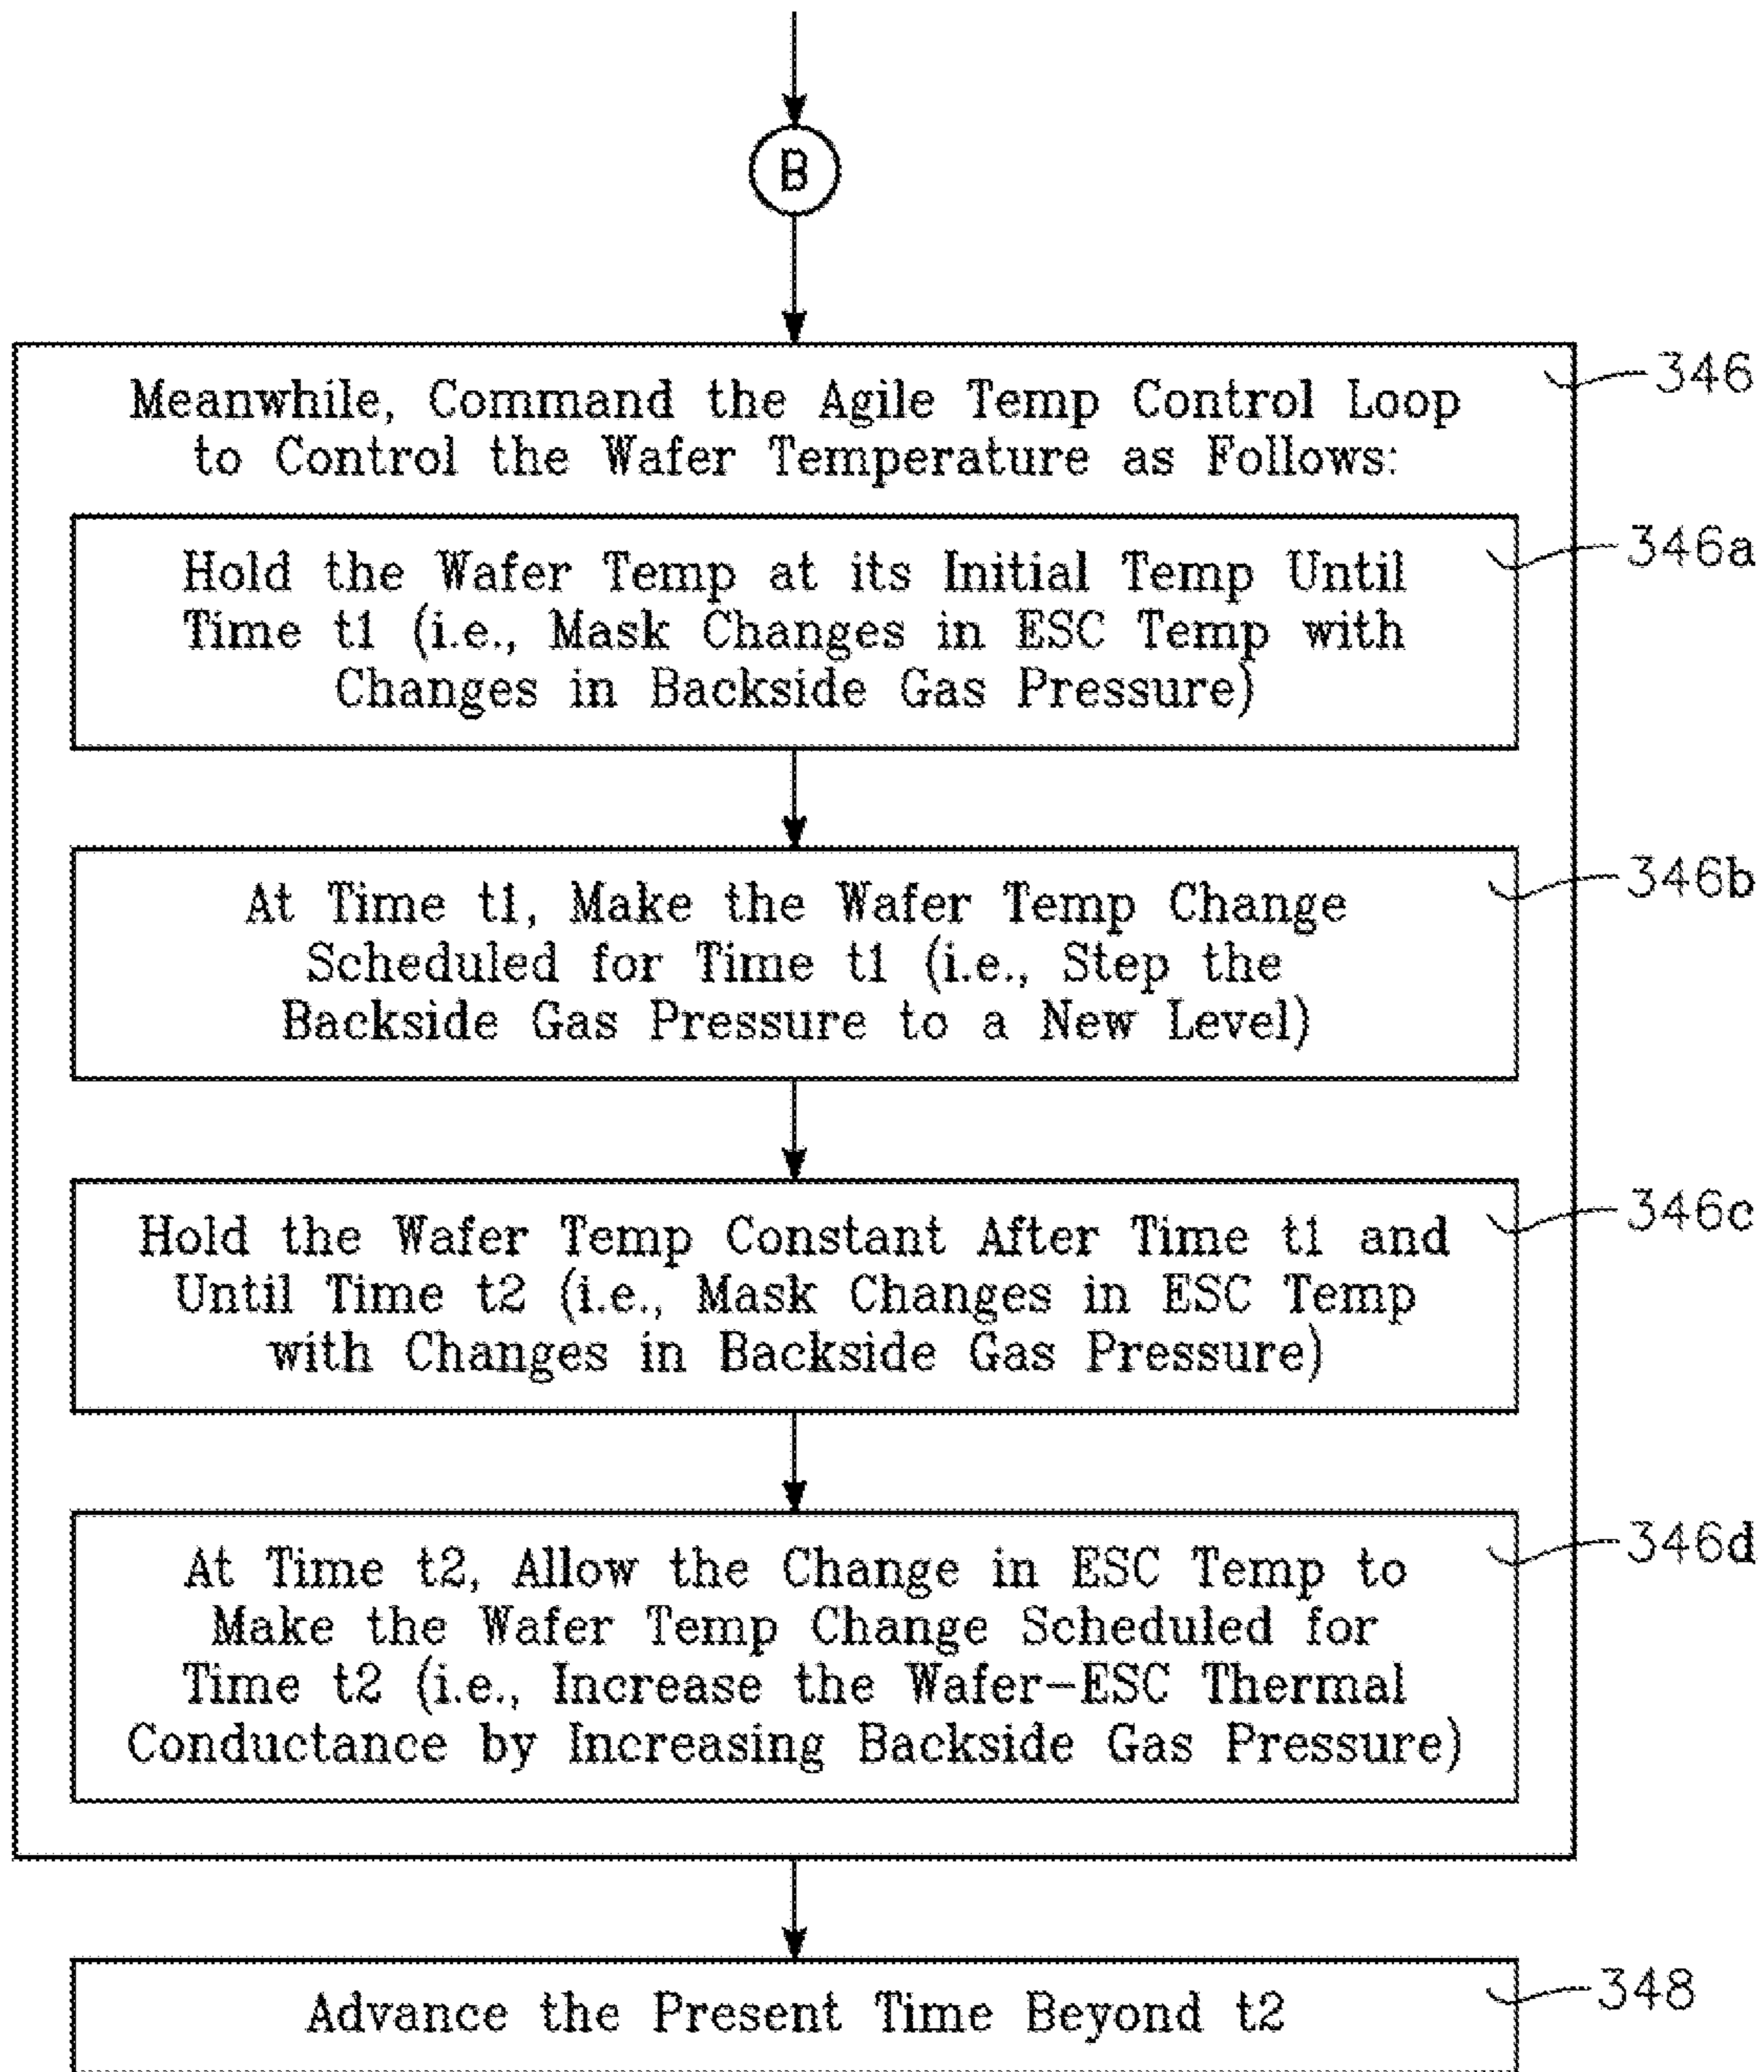 B
346
Meanwhile, Command the Agile Temp Control Loop
to Control the Wafer Temperature as Follows:
346a
Hold the Wafer Temp at its Initial Temp Until
Time t1 (i.e., Mask Changes in ESC Temp with
Changes in Backside Gas Pressure)
346b
At Time t1, Make the Wafer Temp Change
Scheduled for Time t1 (i.e., Step the
Backside Gas Pressure to a New Level)
346c
Hold the Wafer Temp Constant After Time t1 and
Until Time t2 (i.e., Mask Changes in ESC Temp
with Changes in Backside Gas Pressure)
346d
At Time t2, Allow the Change in ESC Temp to
Make the Wafer Temp Change Scheduled for
Time t2 (i.e., Increase the Wafer-ESC Thermal
Conductance by Increasing Backside Gas Pressure)
348
Advance the Present Time Beyond t2